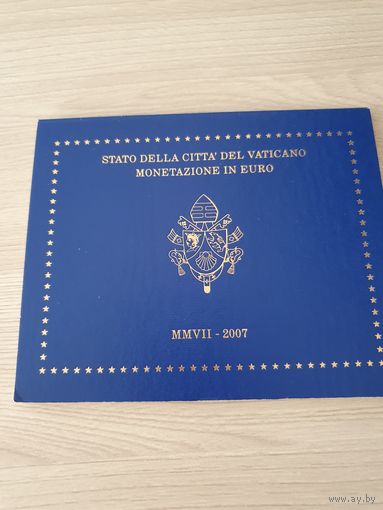 STATO DELLA CITTA' DEL VATICANO
MONETAZIONE IN EURO
MMVII - 2007
www.ay.by